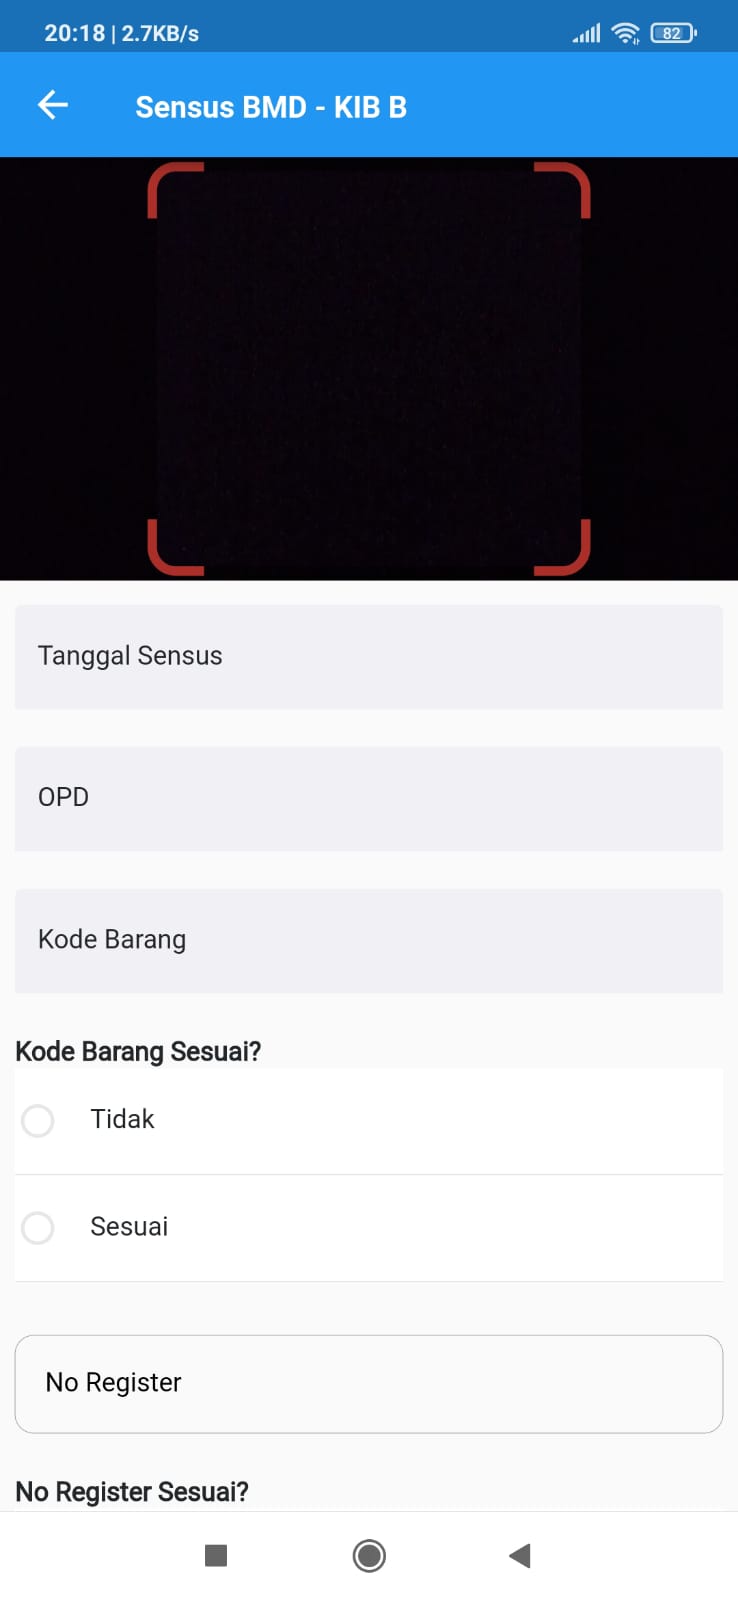 20:18 | 2.7KB/s
82
Sensus BMD - KIB B
Tanggal Sensus
OPD
Kode Barang
Kode Barang Sesuai?
Tidak
Sesuai
No Register
No Register Sesuai?